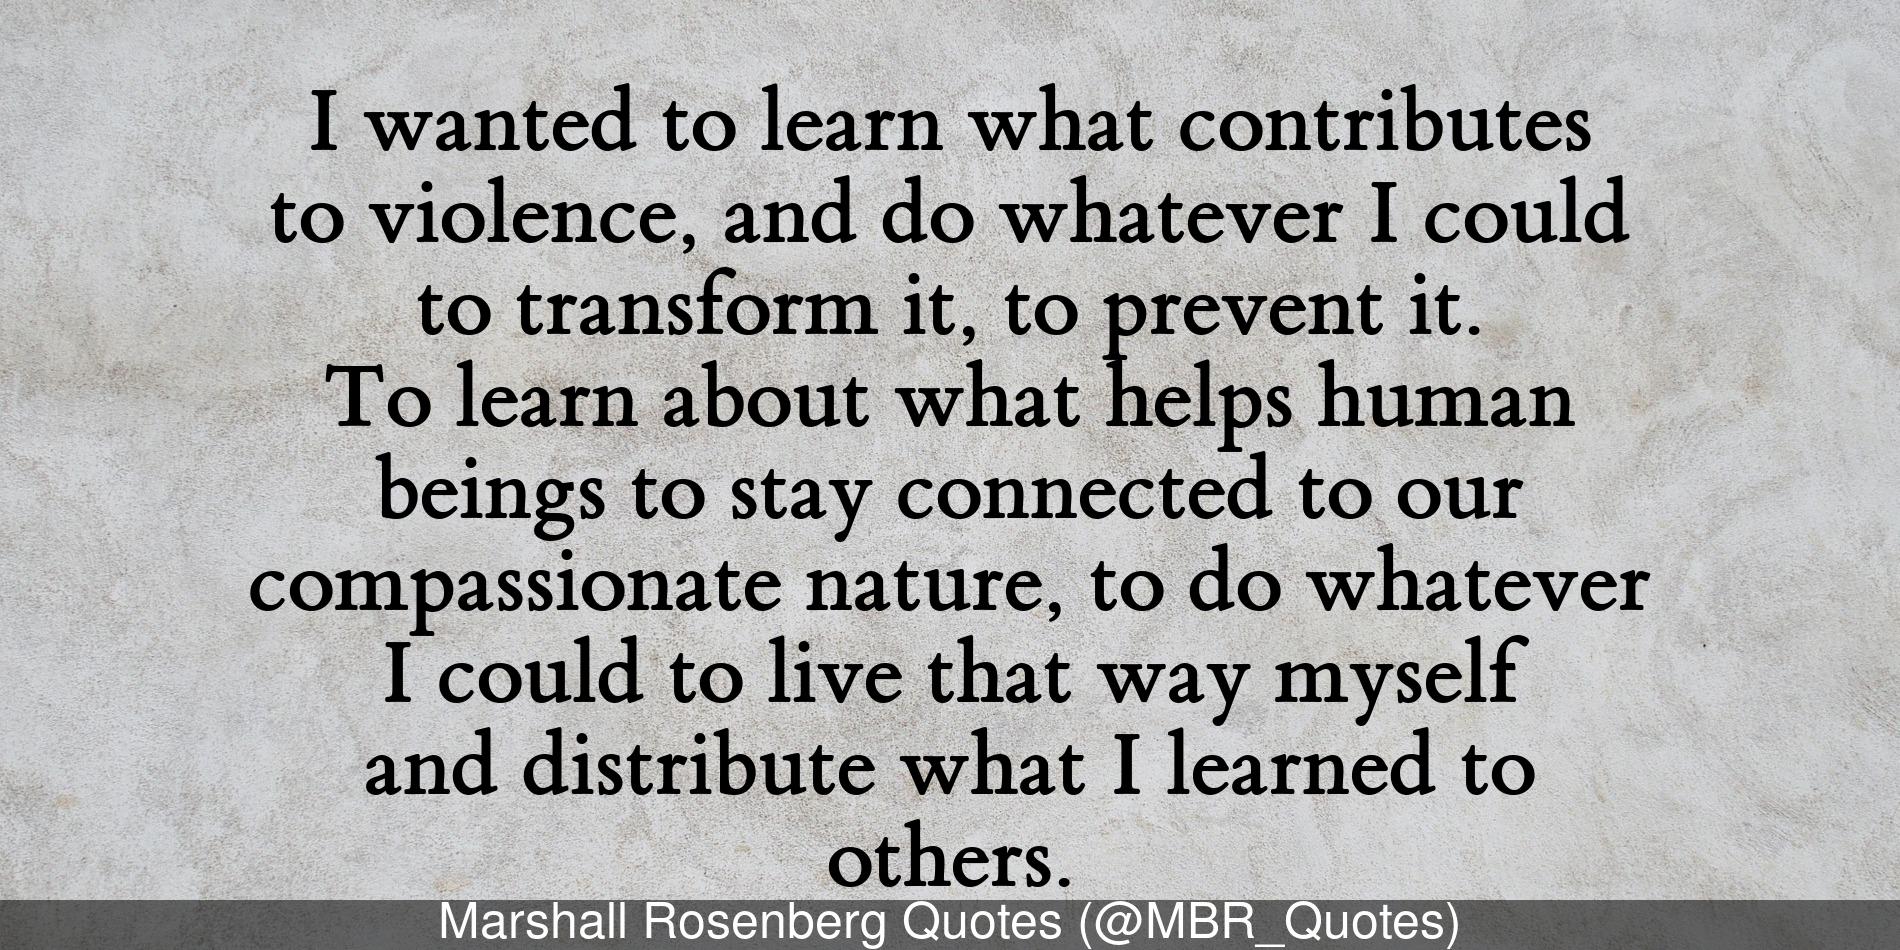 I wanted to learn what contributes
to violence, and do whatever I could
to transform it, to prevent it.
To learn about what helps human
beings to stay connected to our
compassionate nature, to do whatever
I could to live that way myself
and distribute what I learned to
others.
Marshall Rosenberg Quotes (@MBR_Quotes)